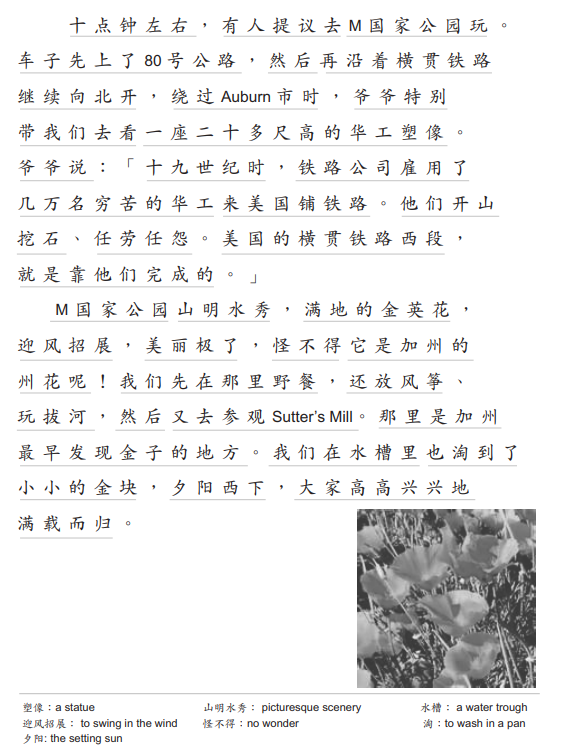 十点钟左右，有人提议去M国家公园玩。
车子先上了80号公路，然后再沿着横贯铁路
继续向北开，绕过Auburn市时，爷爷特别
带我们去看一座二十多尺高的华工塑像。
爷爷说：「十九世纪时，铁路公司雇用了
几万名穷苦的华工来美国铺铁路。他们开山
挖石、任劳任怨。美国的横贯铁路西段，
就是靠他们完成的。」
M国家公园山明水秀，满地的金英花，
迎风招展，美丽极了，怪不得它是加州的
州花呢！我们先在那里野餐，还放风筝、
玩拔河，然后又去参观Sutter's Mill。那里是加州
最早发现金子的地方。我们在水槽里也淘到了
小小的金块，夕阳西下，大家高高兴兴地
满载而归。
塑像：a statue 山明水秀：picturesque scenery 水槽：a water trough
迎风招展：to swing in the wind 怪不得：no wonder 淘：to wash in a pan
夕阳: the setting sun